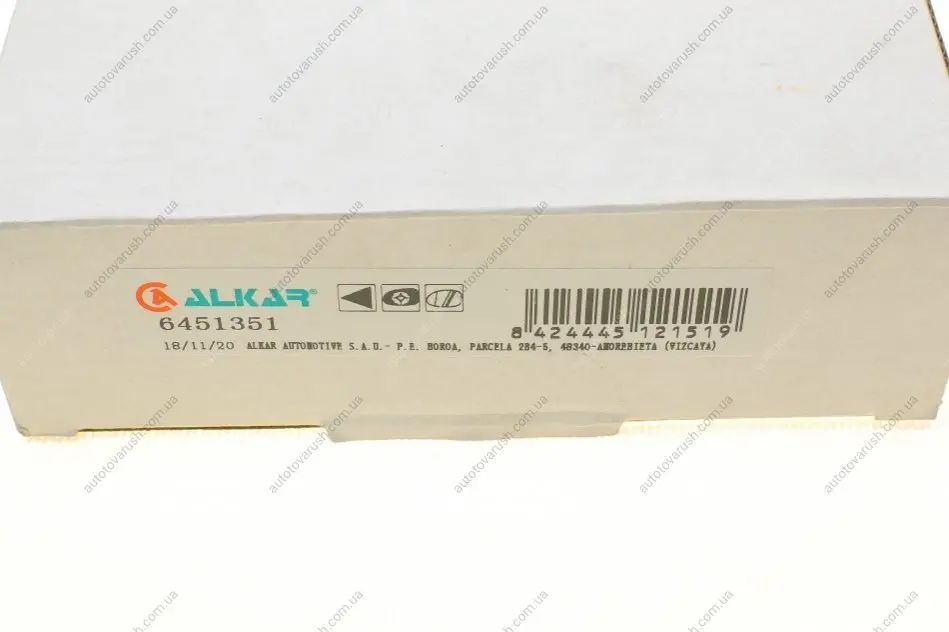 ALKAR®
6451351
8 424445 121519
18/11/20 ALKAR AUTOMOTIVE S.A.U.- P.E. BOROA, PARCELA 2B4-5, 48340-AMOREBIETA (VIZCAYA)
autotovarush.com.ua